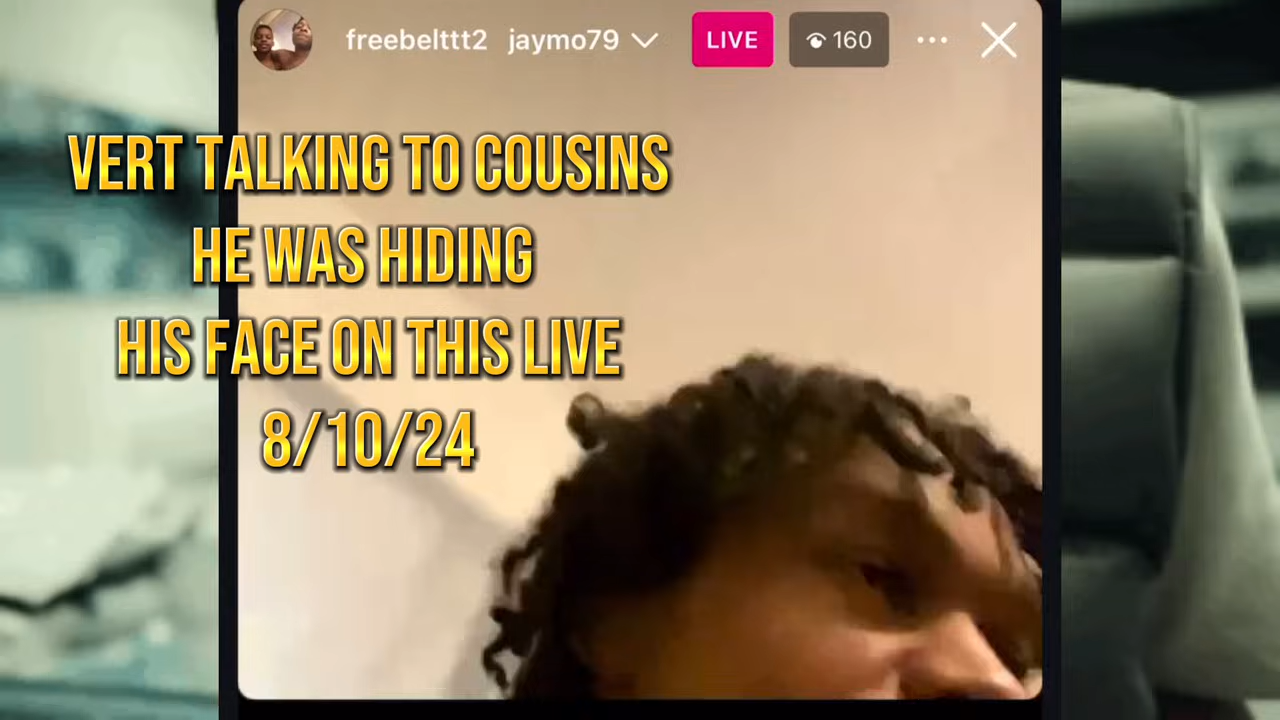 freebelttt2 jaymo79 LIVE 160
VERT TALKING TO COUSINS
HE WAS HIDING
HIS FACE ON THIS LIVE
8/10/24